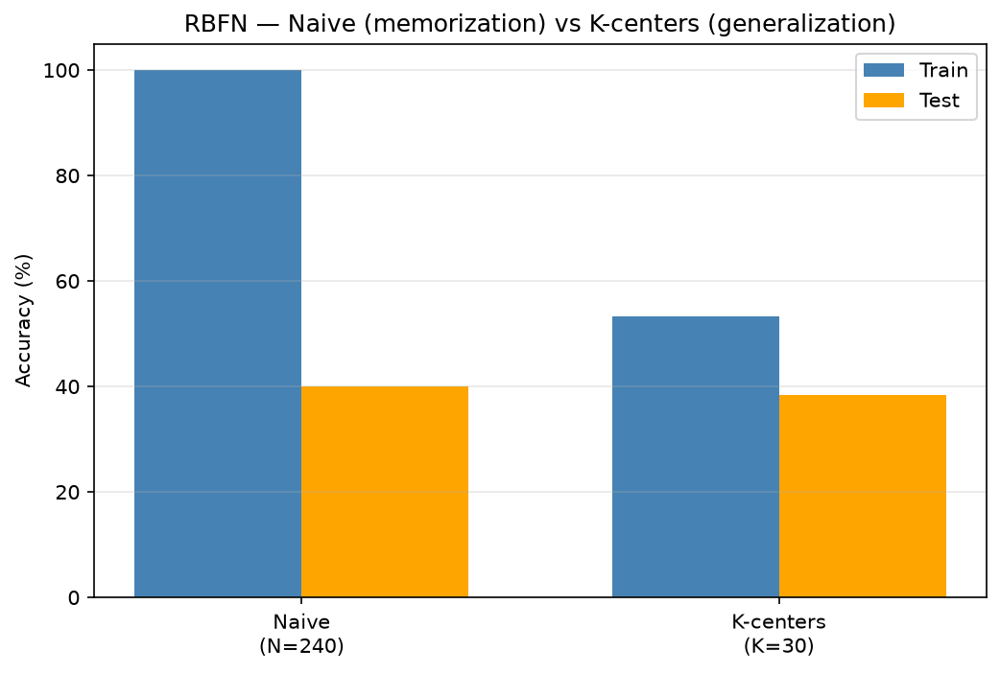 RBFN — Naive (memorization) vs K-centers (generalization)
Train
Test
Accuracy (%)
100
80
60
40
20
0
Naive
(N=240)
K-centers
(K=30)